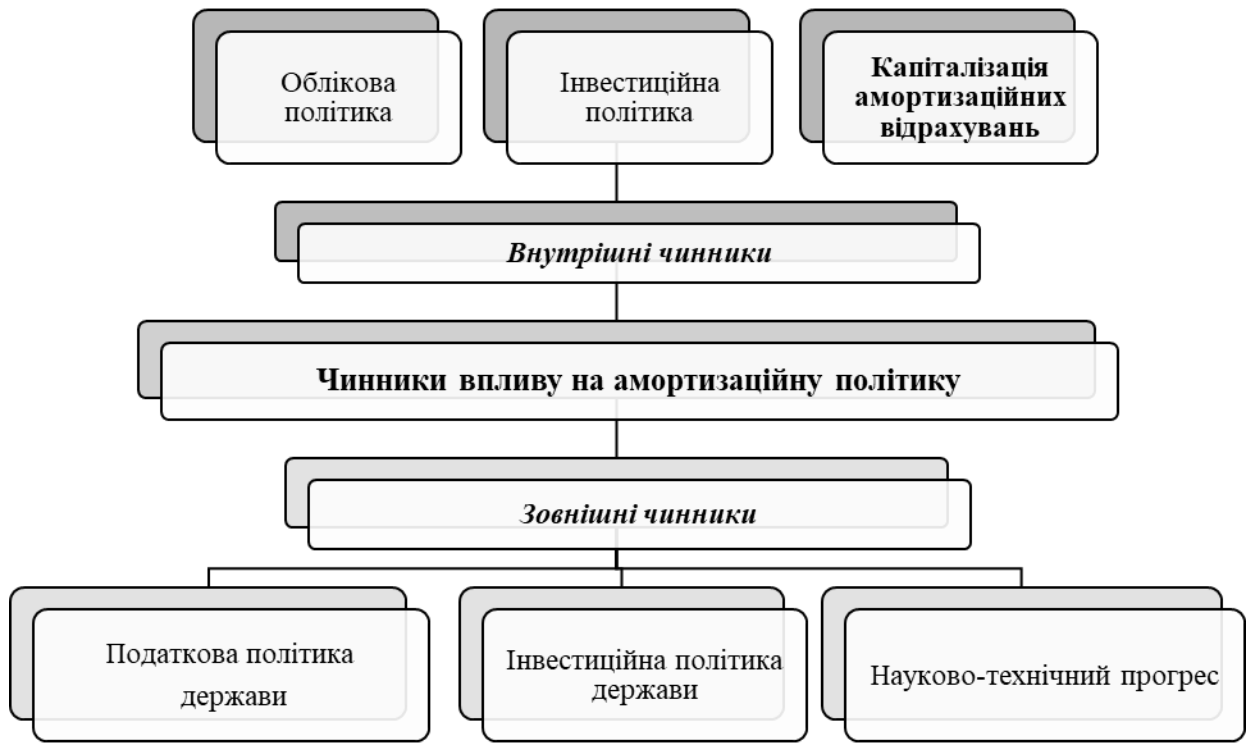 Облікова
політика
Інвестиційна
політика
Капіталізація
амортизаційних
відрахувань
Внутрішні чинники
Чинники впливу на амортизаційну політику
Зовнішні чинники
Податкова політика
держави
Інвестиційна політика
держави
Науково-технічний прогрес